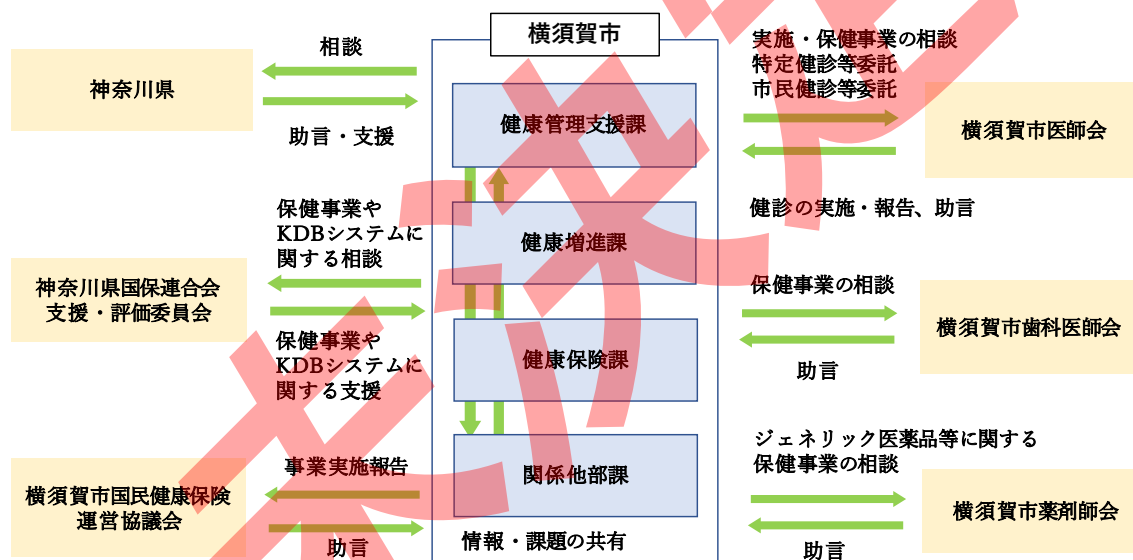 横須賀市
相談
神奈川県
助言・支援
保健事業や
KDBシステムに
関する相談
神奈川県国保連合会
支援・評価委員会
保健事業や
KDBシステムに
関する支援
事業実施報告
横須賀市国民健康保険
運営協議会
助言
健康管理支援課
健康増進課
健康保険課
関係他部課
情報・課題の共有
実施・保健事業の相談
特定健診等委託
市民健診等委託
横須賀市医師会
健診の実施・報告、助言
保健事業の相談
横須賀市歯科医師会
助言
ジェネリック医薬品等に関する
保健事業の相談
横須賀市薬剤師会
助言